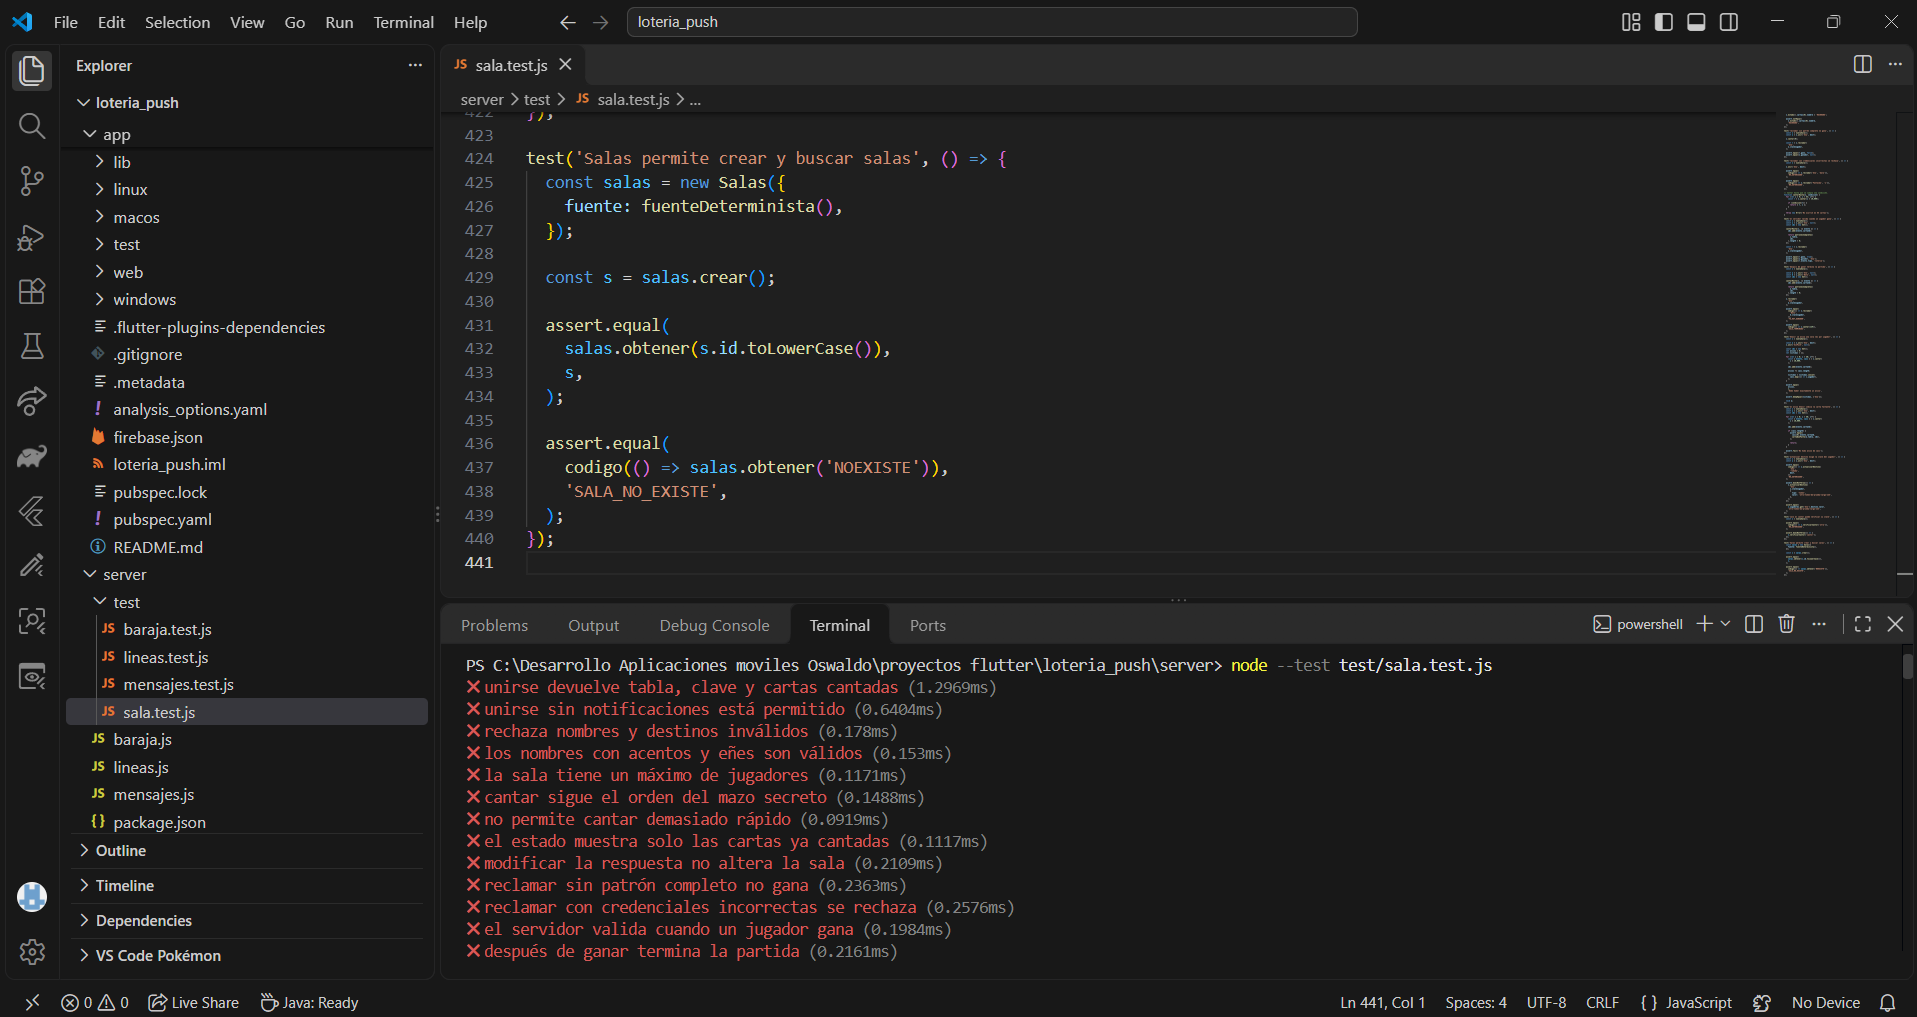 File Edit Selection View Go Run Terminal Help
loteria_push
Explorer
loteria_push
app
lib
linux
macos
test
web
windows
.flutter-plugins-dependencies
.gitignore
.metadata
analysis_options.yaml
firebase.json
loteria_push.iml
pubspec.lock
pubspec.yaml
README.md
server
test
JS baraja.test.js
JS lineas.test.js
JS mensajes.test.js
JS sala.test.js
JS baraja.js
JS lineas.js
JS mensajes.js
{} package.json
Outline
Timeline
Dependencies
VS Code Pokémon
JS sala.test.js
server > test > JS sala.test.js > ...
422 });
423
424 test('Salas permite crear y buscar salas', () => {
425 const salas = new Salas({
426 fuente: fuenteDeterminista(),
427 });
428
429 const s = salas.crear();
430
431 assert.equal(
432 salas.obtener(s.id.toLowerCase()),
433 s,
434 );
435
436 assert.equal(
437 codigo(() => salas.obtener('NOEXISTE')),
438 'SALA_NO_EXISTE',
439 );
440 });
441
Problems Output Debug Console Terminal Ports
powershell
PS C:\Desarrollo Aplicaciones moviles Oswaldo\proyectos flutter\loteria_push\server> node --test test/sala.test.js
✕ unirse devuelve tabla, clave y cartas cantadas (1.2969ms)
✕ unirse sin notificaciones está permitido (0.6404ms)
✕ rechaza nombres y destinos inválidos (0.178ms)
✕ los nombres con acentos y eñes son válidos (0.153ms)
✕ la sala tiene un máximo de jugadores (0.1171ms)
✕ cantar sigue el orden del mazo secreto (0.1488ms)
✕ no permite cantar demasiado rápido (0.0919ms)
✕ el estado muestra solo las cartas ya cantadas (0.1117ms)
✕ modificar la respuesta no altera la sala (0.2109ms)
✕ reclamar sin patrón completo no gana (0.2363ms)
✕ reclamar con credenciales incorrectas se rechaza (0.2576ms)
✕ el servidor valida cuando un jugador gana (0.1984ms)
✕ después de ganar termina la partida (0.2161ms)
0 0 Live Share Java: Ready
Ln 441, Col 1 Spaces: 4 UTF-8 CRLF {} JavaScript No Device